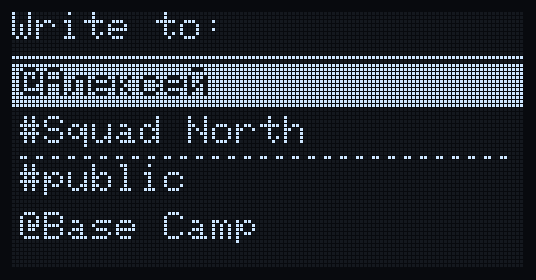 Write to:
@Алексей
#Squad North
#public
@Base Camp